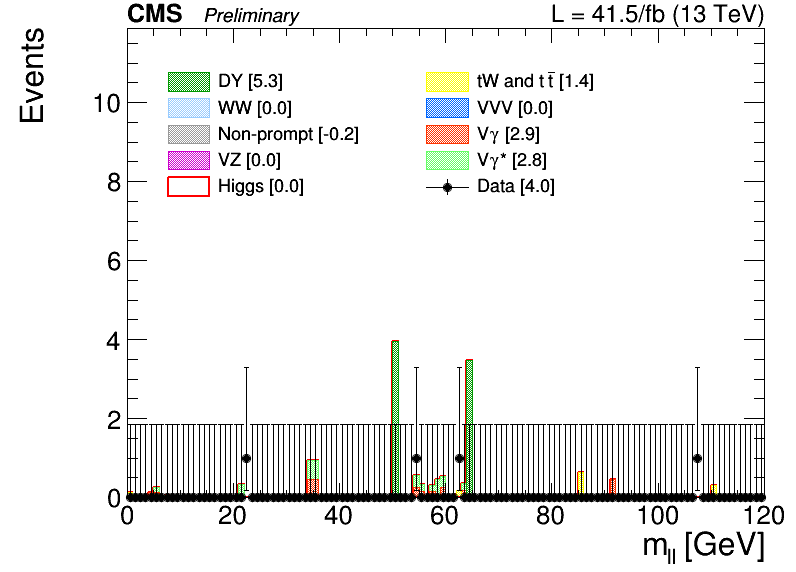 CMS Preliminary L = 41.5/fb (13 TeV)
Events
DY [5.3]
WW [0.0]
Non-prompt [-0.2]
VZ [0.0]
Higgs [0.0]
tW and tt̄ [1.4]
VVV [0.0]
Vγ [2.9]
Vγ* [2.8]
Data [4.0]
10
8
6
4
2
0
0 20 40 60 80 100 120
m_ll [GeV]